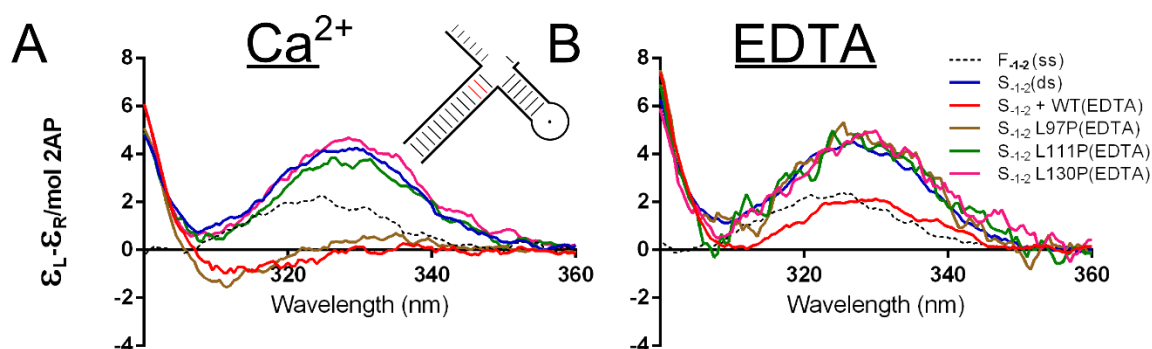 A
Ca2+
B
EDTA
εL-εR/mol 2AP
8
6
4
2
0
-2
-4
320
340
360
Wavelength (nm)
8
6
4
2
0
-2
-4
320
340
360
Wavelength (nm)
F-1-2(ss)
S-1-2(ds)
S-1-2 + WT(EDTA)
S-1-2 L97P(EDTA)
S-1-2 L111P(EDTA)
S-1-2 L130P(EDTA)